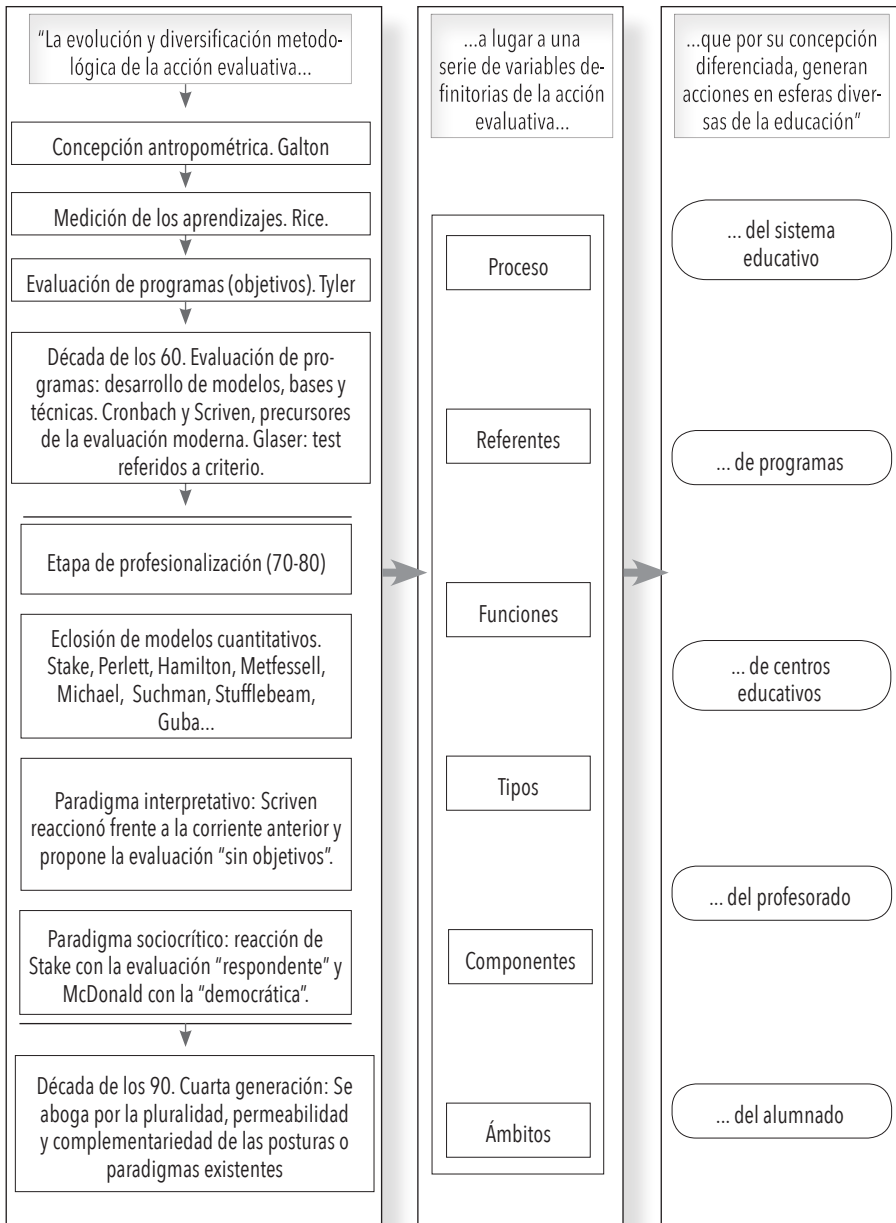 “La evolución y diversificación metodo-
lógica de la acción evaluativa...
Concepción antropométrica. Galton
Medición de los aprendizajes. Rice.
Evaluación de programas (objetivos). Tyler
Década de los 60. Evaluación de pro-
gramas: desarrollo de modelos, bases y
técnicas. Cronbach y Scriven, precursores
de la evaluación moderna. Glaser: test
referidos a criterio.
Etapa de profesionalización (70-80)
Eclosión de modelos cuantitativos.
Stake, Perlett, Hamilton, Metfessell,
Michael, Suchman, Stufflebeam,
Guba...
Paradigma interpretativo: Scriven
reaccionó frente a la corriente anterior y
propone la evaluación “sin objetivos”.
Paradigma sociocrítico: reacción de
Stake con la evaluación “respondente” y
McDonald con la “democrática”.
Década de los 90. Cuarta generación: Se
aboga por la pluralidad, permeabilidad
y complementariedad de las posturas o
paradigmas existentes
...a lugar a una
serie de variables de-
finitorias de la acción
evaluativa...
Proceso
Referentes
Funciones
Tipos
Componentes
Ámbitos
...que por su concepción
diferenciada, generan
acciones en esferas diver-
sas de la educación”
... del sistema
educativo
... de programas
... de centros
educativos
... del profesorado
... del alumnado